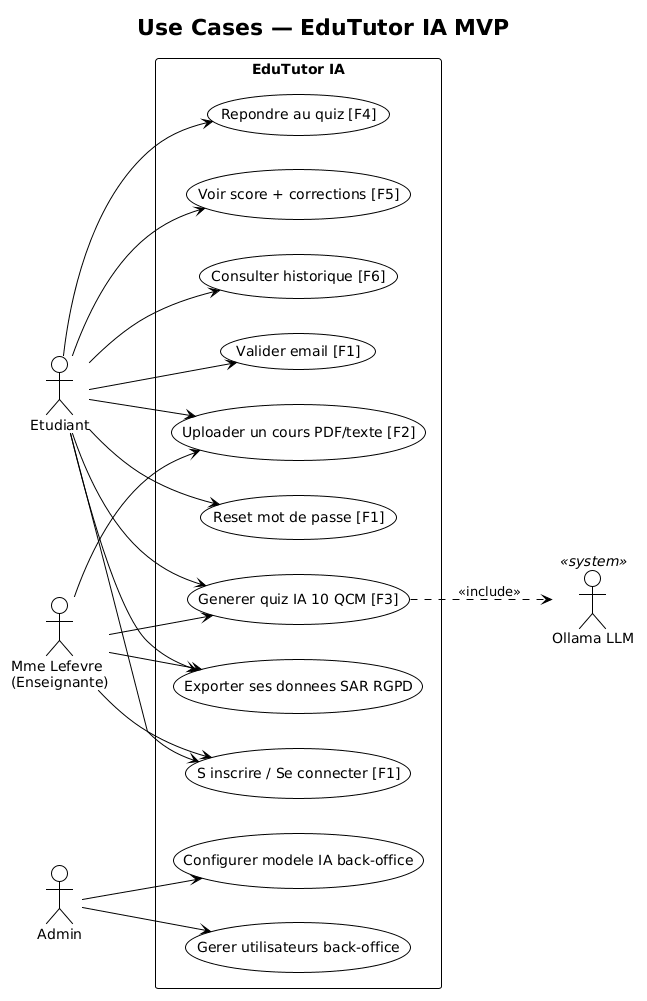 Use Cases — EduTutor IA MVP
EduTutor IA
Repondre au quiz [F4]
Voir score + corrections [F5]
Consulter historique [F6]
Valider email [F1]
Etudiant
Uploader un cours PDF/texte [F2]
Reset mot de passe [F1]
«system»
Generer quiz IA 10 QCM [F3]
«include»
Ollama LLM
Mme Lefevre
(Enseignante)
Exporter ses donnees SAR RGPD
S inscrire / Se connecter [F1]
Configurer modele IA back-office
Admin
Gerer utilisateurs back-office